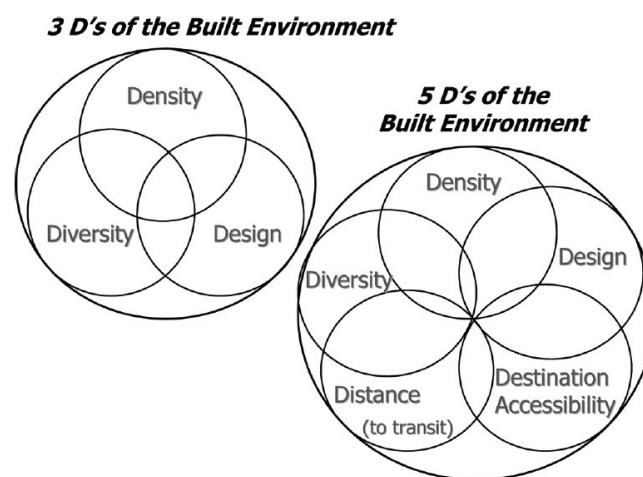 3 D's of the Built Environment
Density
Diversity
Design
5 D's of the
Built Environment
Density
Design
Diversity
Distance
(to transit)
Destination
Accessibility